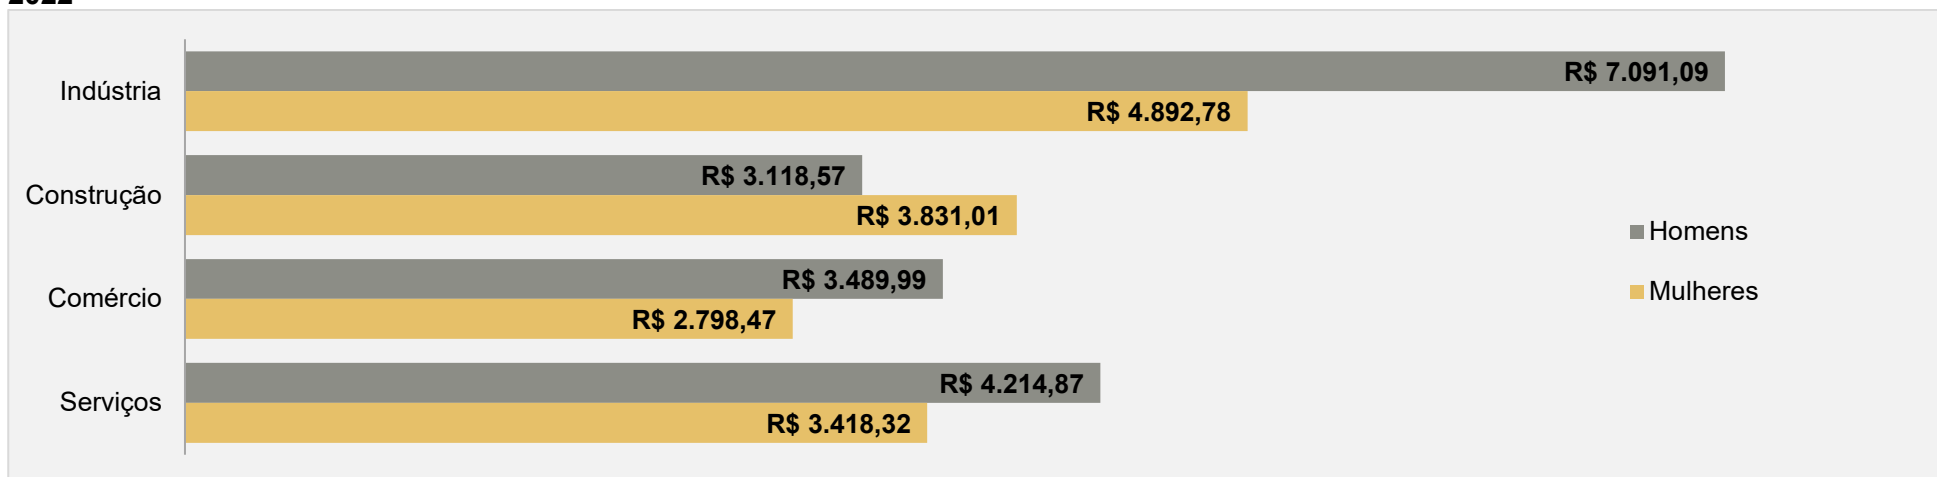 2022
Indústria
R$ 7.091,09
R$ 4.892,78
Construção
R$ 3.118,57
R$ 3.831,01
Comércio
R$ 3.489,99
R$ 2.798,47
Serviços
R$ 4.214,87
R$ 3.418,32
Homens
Mulheres